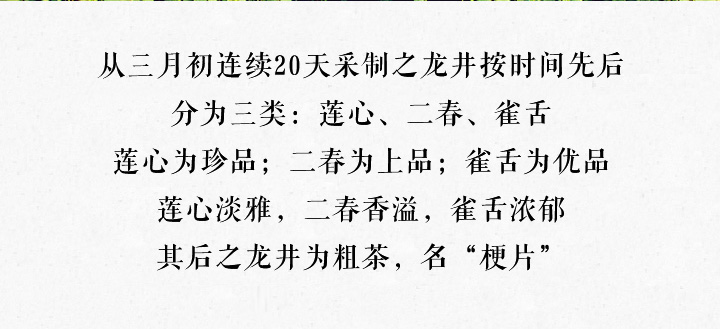 从三月初连续20天采制之龙井按时间先后
分为三类：莲心、二春、雀舌
莲心为珍品；二春为上品；雀舌为优品
莲心淡雅，二春香溢，雀舌浓郁
其后之龙井为粗茶，名“梗片”